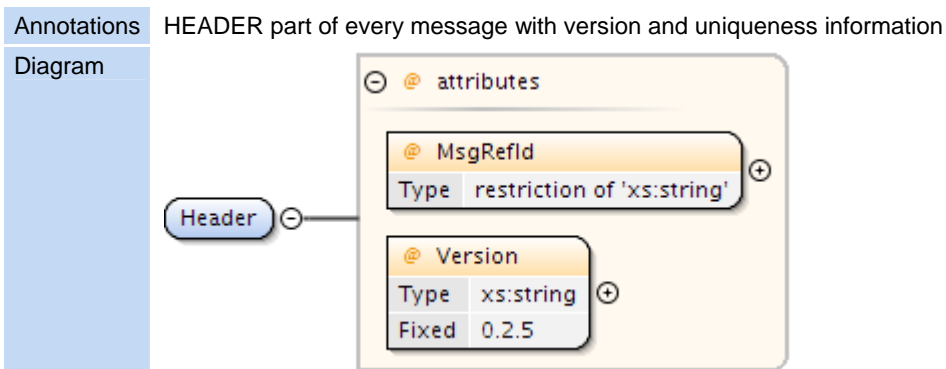 Annotations HEADER part of every message with version and uniqueness information
Diagram
@ attributes
@ MsgRefId
Type restriction of 'xs:string'
Header
@ Version
Type xs:string
Fixed 0.2.5